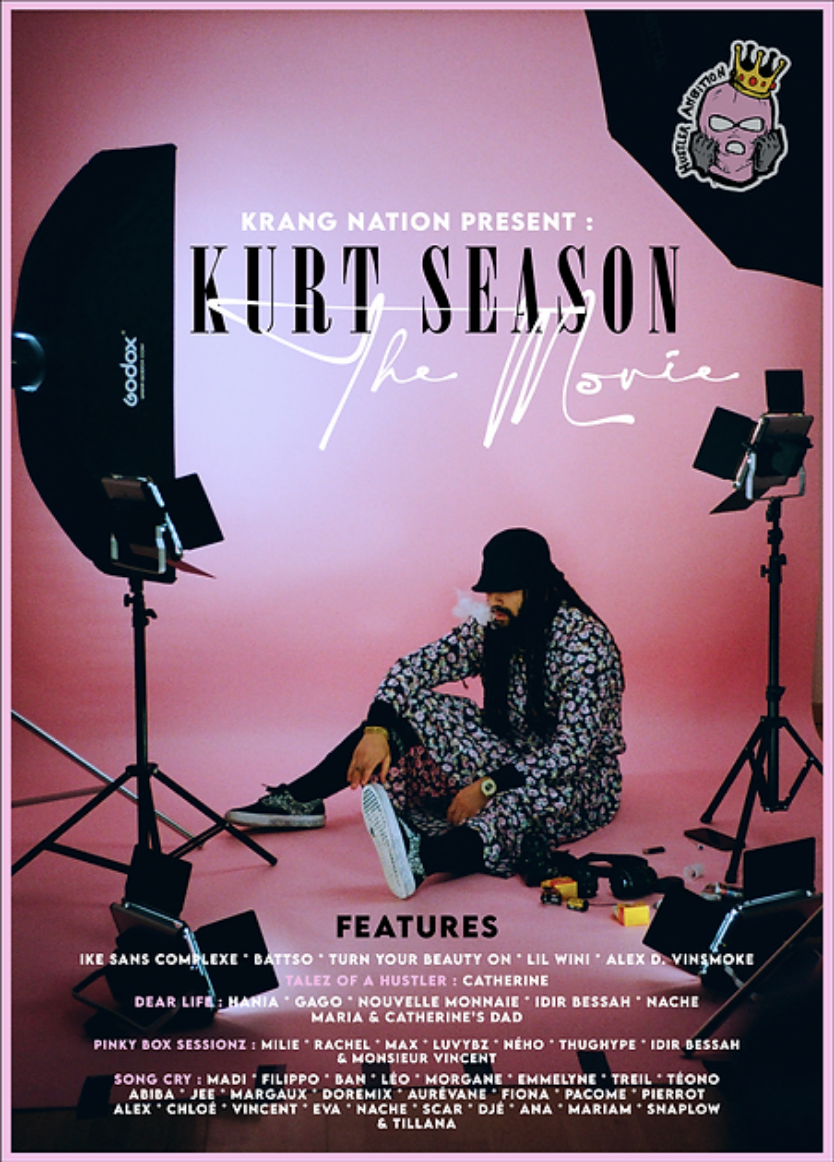 HUSTLER AMBITION
KRANG NATION PRESENT :
KURT SEASON
The Movie
Godox
FEATURES
IKE SANS COMPLEXE * BATTSO * TURN YOUR BEAUTY ON * LIL WINI * ALEX D. VINSMOKE
TALEZ OF A HUSTLER : CATHERINE
DEAR LIFE : HANIA * GAGO * NOUVELLE MONNAIE * IDIR BESSAH * NACHE
MARIA & CATHERINE'S DAD
PINKY BOX SESSIONZ : MILIE * RACHEL * MAX * LUVYBZ * NÉHO * THUGHYPE * IDIR BESSAH
& MONSIEUR VINCENT
SONG CRY : MADI * FILIPPO * BAN * LÉO * MORGANE * EMMELYNE * TREIL * TÉONO
ABIBA * JEE * MARGAUX * DOREMIX * AURÉVANE * FIONA * PACOME * PIERROT
ALEX * CHLOÉ * VINCENT * EVA * NACHE * SCAR * DJÉ * ANA * MARIAM * SNAPLOW
& TILLANA